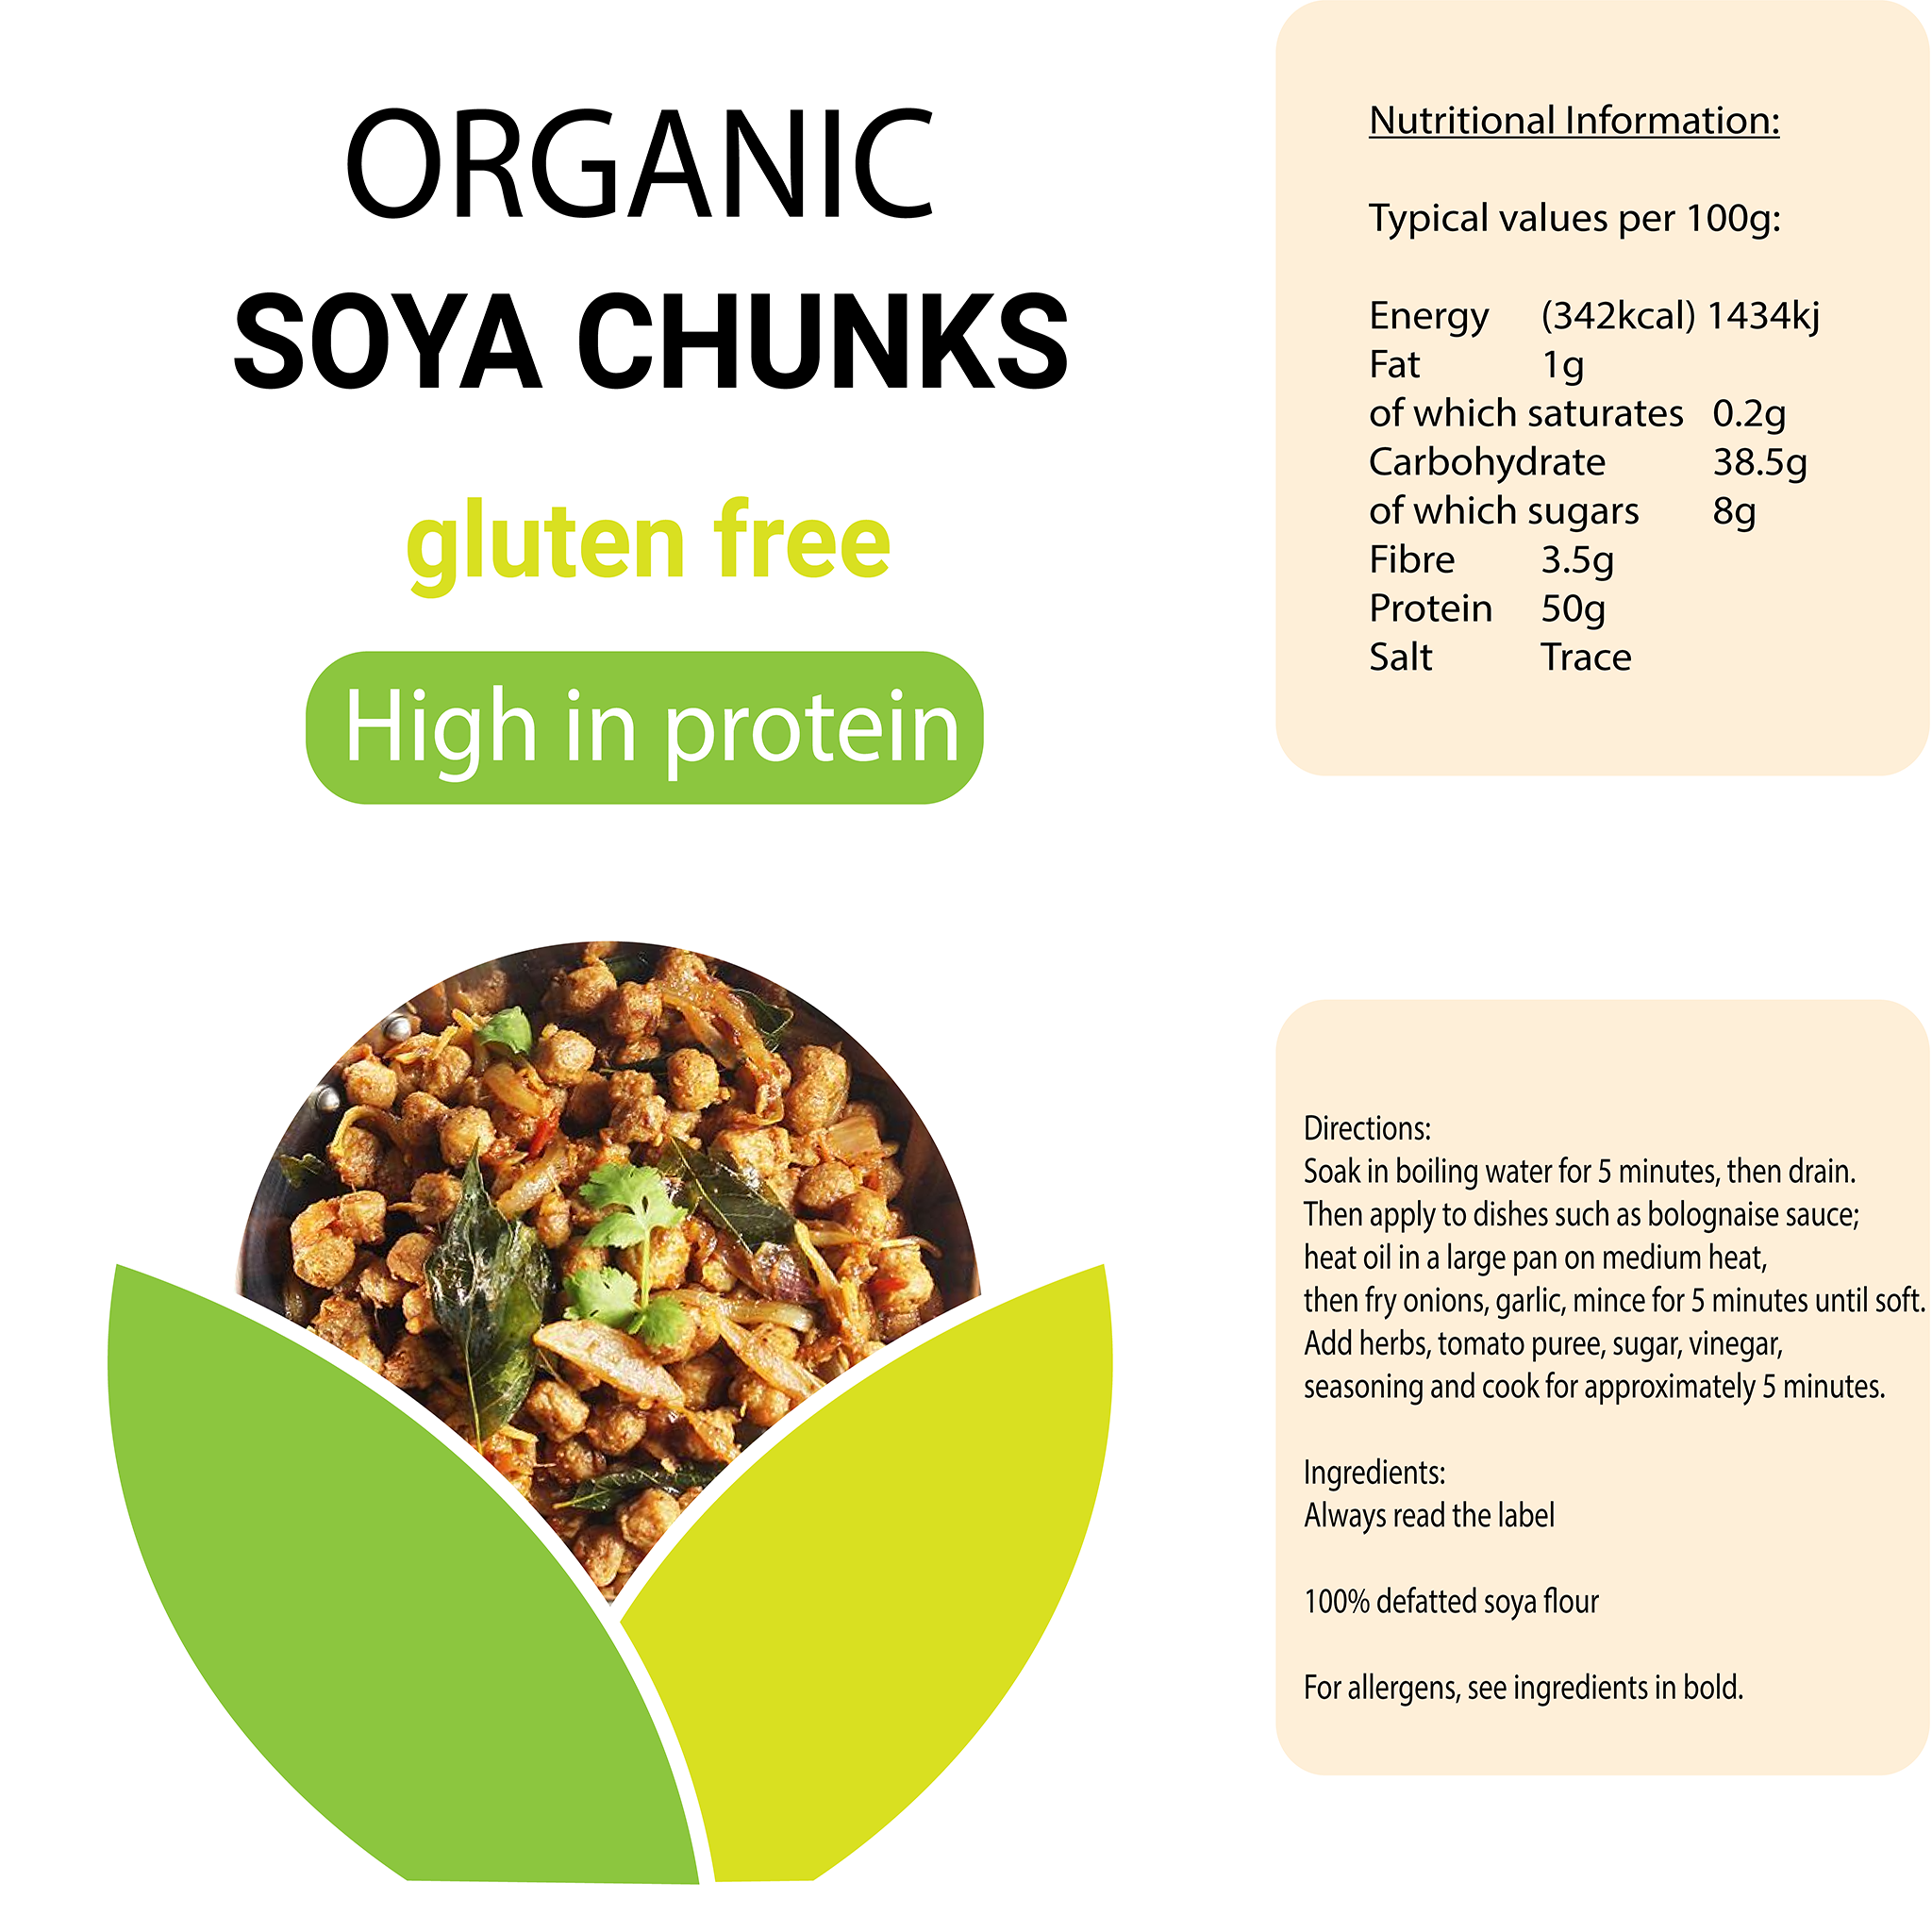 ORGANIC
SOYA CHUNKS
gluten free
High in protein
Nutritional Information:
Typical values per 100g:
Energy (342kcal) 1434kj
Fat 1g
of which saturates 0.2g
Carbohydrate 38.5g
of which sugars 8g
Fibre 3.5g
Protein 50g
Salt Trace
Directions:
Soak in boiling water for 5 minutes, then drain.
Then apply to dishes such as bolognaise sauce;
heat oil in a large pan on medium heat,
then fry onions, garlic, mince for 5 minutes until soft.
Add herbs, tomato puree, sugar, vinegar,
seasoning and cook for approximately 5 minutes.
Ingredients:
Always read the label
100% defatted soya flour
For allergens, see ingredients in bold.